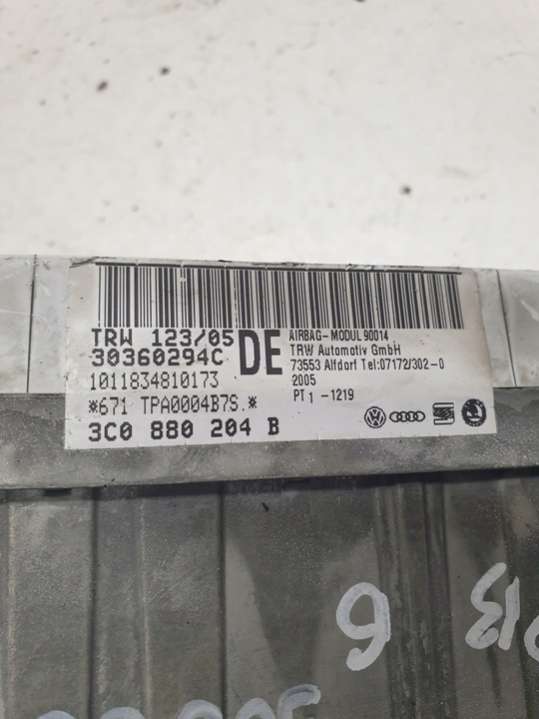 TRW 123/05
30360294C
DE
1011834810173
*671 TPA0004B7S.*
3C0 880 204 B
AIRBAG-MODUL 90014
TRW Automotiv GmbH
73553 Alfdorf Tel:07172/302-0
2005
PT1 -1219
6